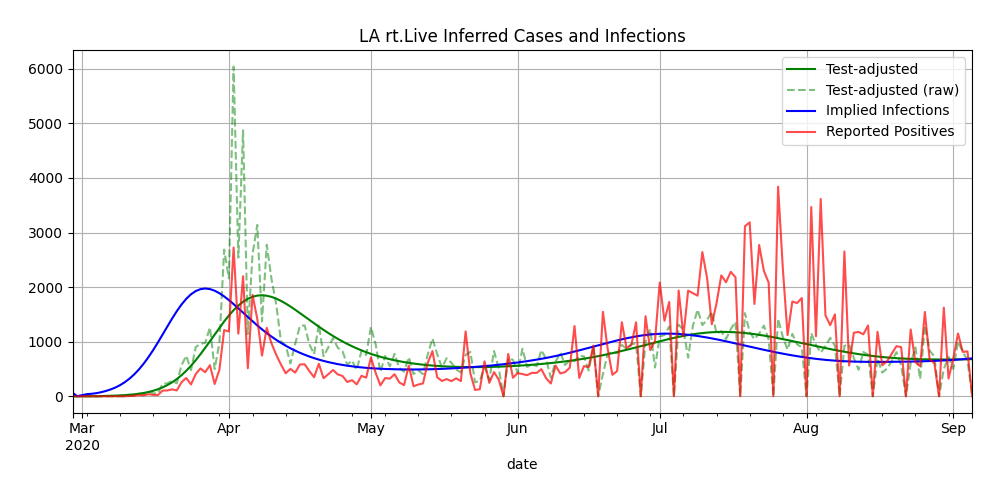 LA rt.Live Inferred Cases and Infections
Test-adjusted
Test-adjusted (raw)
Implied Infections
Reported Positives
6000
5000
4000
3000
2000
1000
0
Mar Apr May Jun Jul Aug Sep
2020
date